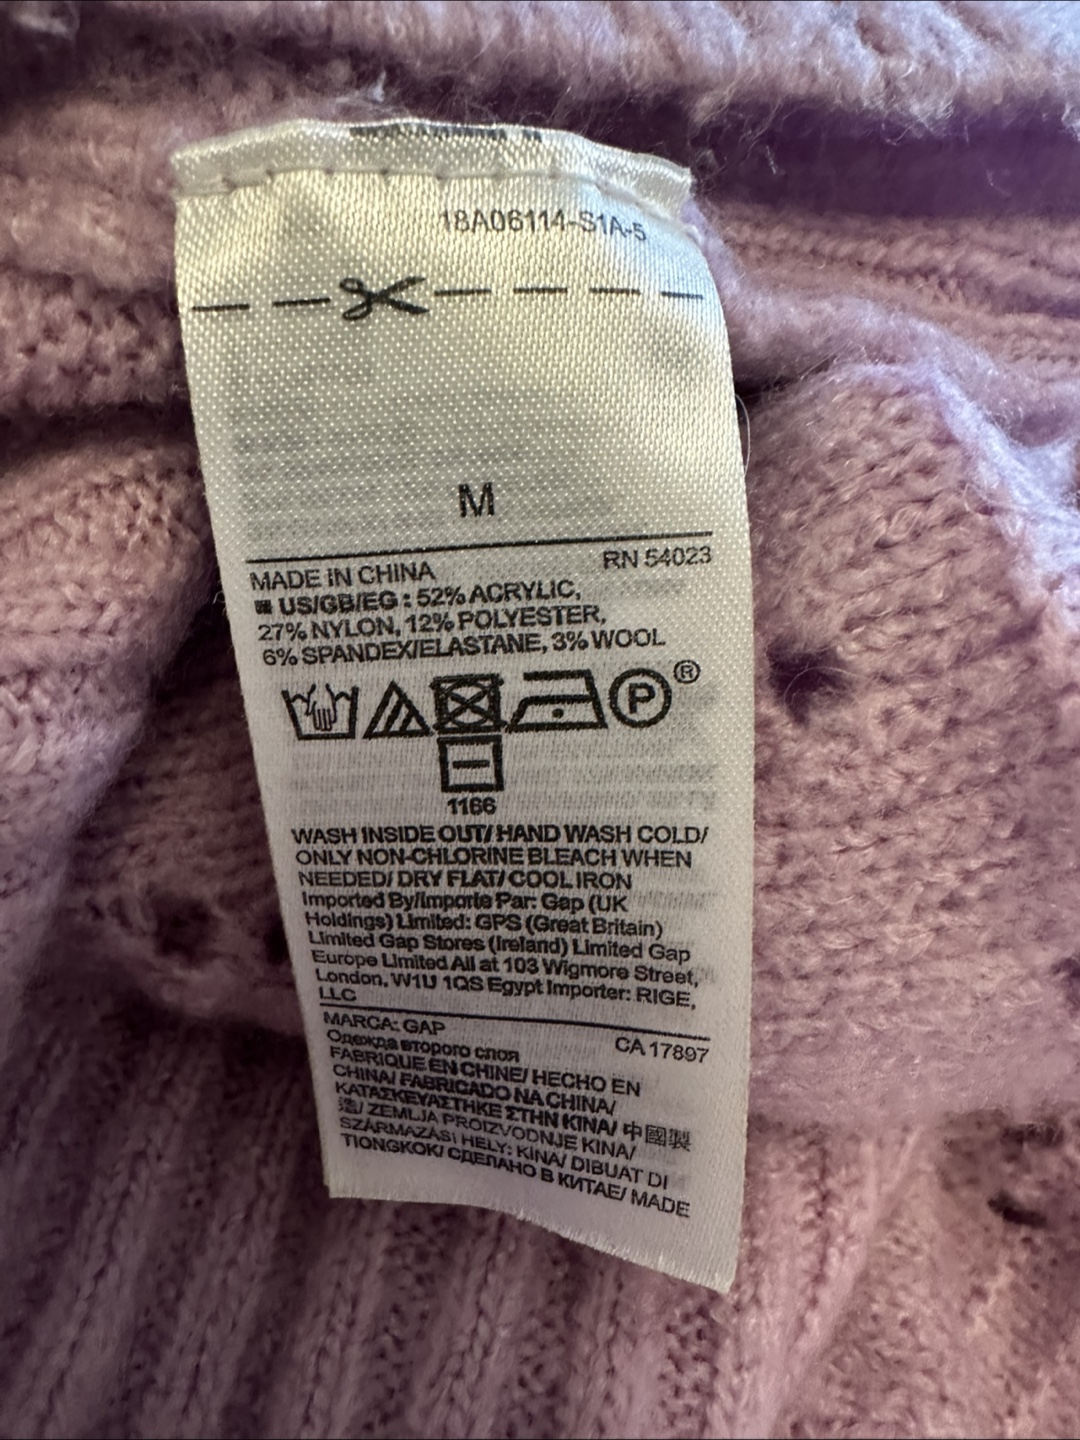 18A06114-S1A-5
M
MADE IN CHINA
RN 54023
US/GB/EG : 52% ACRYLIC,
27% NYLON, 12% POLYESTER,
6% SPANDEX/ELASTANE, 3% WOOL
P ®
1166
WASH INSIDE OUT/ HAND WASH COLD/
ONLY NON-CHLORINE BLEACH WHEN
NEEDED/ DRY FLAT/ COOL IRON
Imported By/Importe Par: Gap (UK
Holdings) Limited: GPS (Great Britain)
Limited Gap Stores (Ireland) Limited Gap
Europe Limited All at 103 Wigmore Street,
London, W1U 1QS Egypt Importer: RIGE,
LLC
MARCA: GAP
CA 17897
Одежда второго слоя
FABRIQUE EN CHINE/ HECHO EN
CHINA/ FABRICADO NA CHINA/
ΚΑΤΑΣΚΕΥΑΣΤΗΚΕ ΣΤΗΝ ΚΙΝΑ/ 中國製
造/ ZEMLJA PROIZVODNJE KINA/
SZÁRMAZÁSI HELY: KÍNA/ DIBUAT DI
TIONGKOK/ СДЕЛАНО В КИТАЕ/ MADE